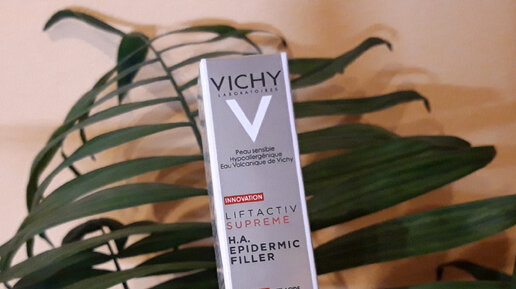 VICHY
LABORATOIRES
V
Peau sensible
Hypoallergénique
Eau Volcanique de Vichy
INNOVATION
LIFTACTIV
SUPREME
H.A.
EPIDERMIC
FILLER